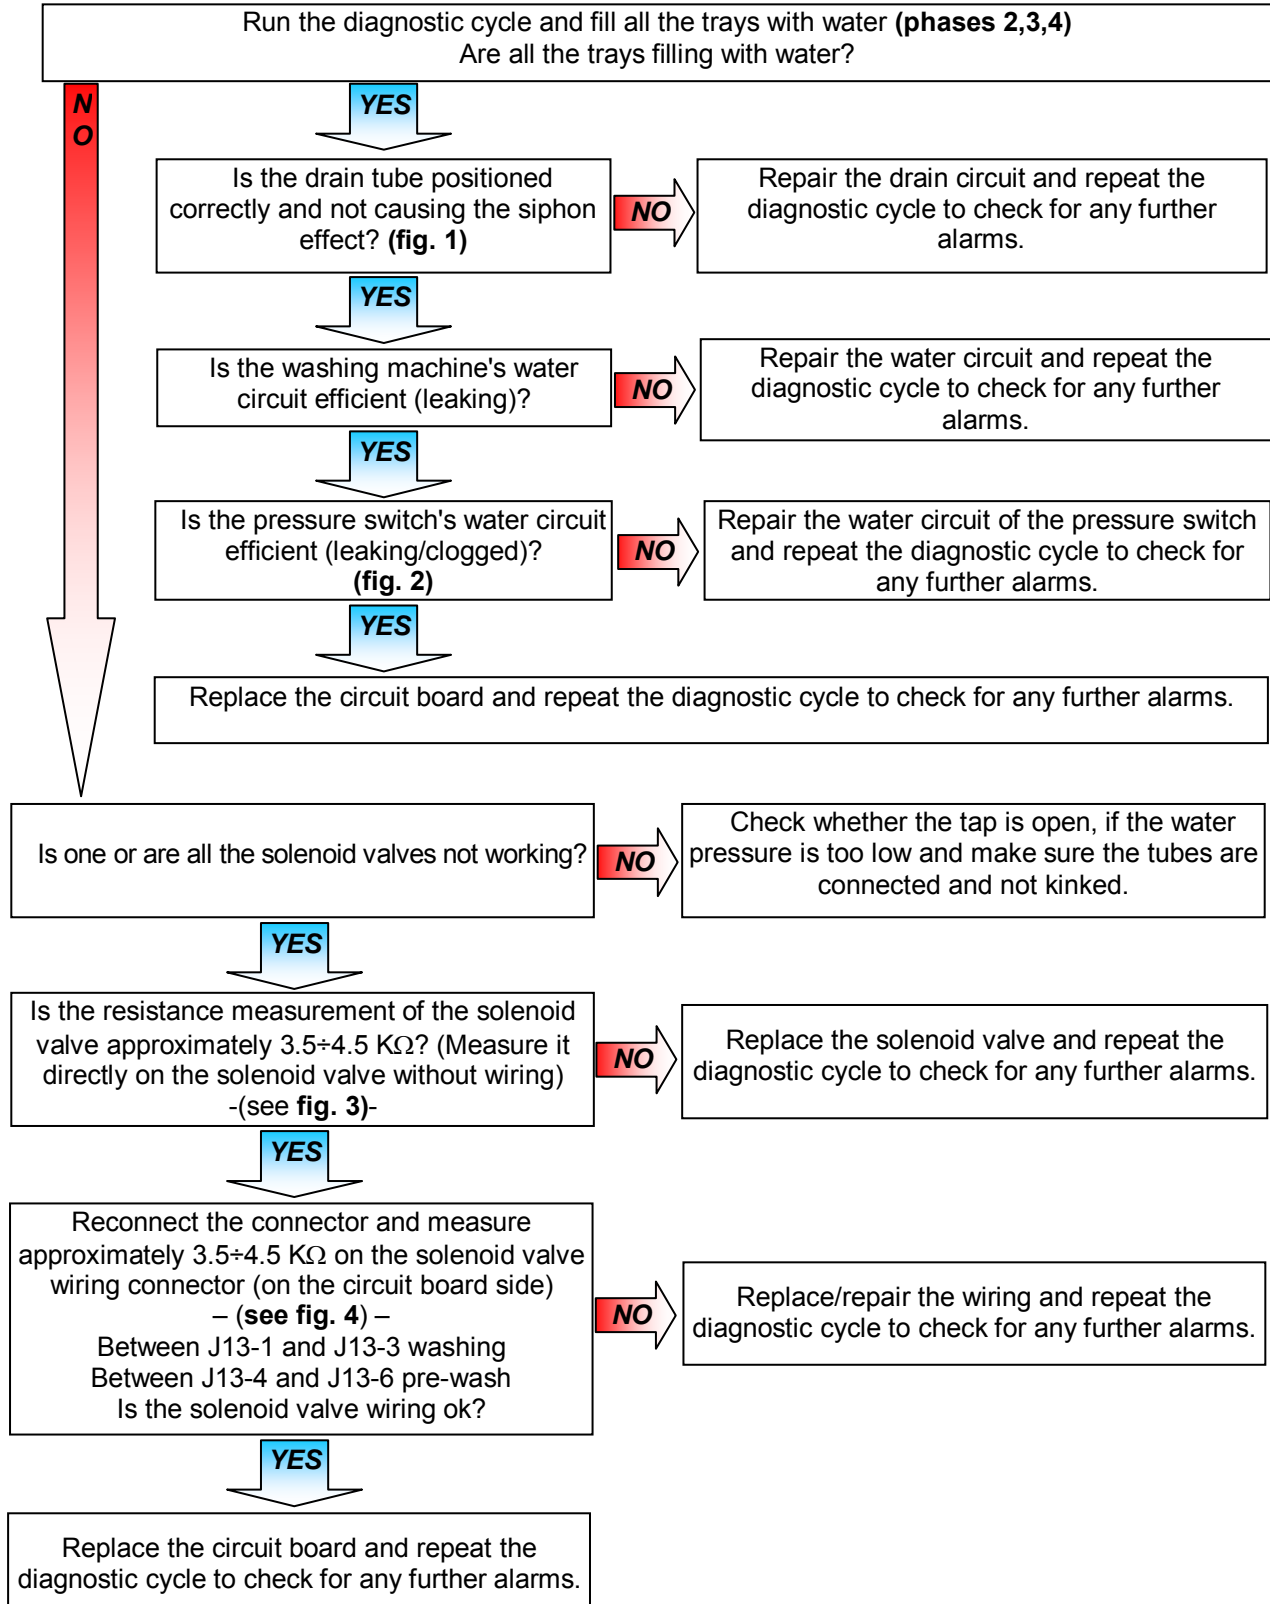 Run the diagnostic cycle and fill all the trays with water (phases 2,3,4)
Are all the trays filling with water?
N
O
YES
Is the drain tube positioned
correctly and not causing the siphon
effect? (fig. 1)
NO
Repair the drain circuit and repeat the
diagnostic cycle to check for any further
alarms.
YES
Is the washing machine's water
circuit efficient (leaking)?
NO
Repair the water circuit and repeat the
diagnostic cycle to check for any further
alarms.
YES
Is the pressure switch's water circuit
efficient (leaking/clogged)?
(fig. 2)
NO
Repair the water circuit of the pressure switch
and repeat the diagnostic cycle to check for
any further alarms.
YES
Replace the circuit board and repeat the diagnostic cycle to check for any further alarms.
Is one or are all the solenoid valves not working?
NO
Check whether the tap is open, if the water
pressure is too low and make sure the tubes are
connected and not kinked.
YES
Is the resistance measurement of the solenoid
valve approximately 3.5÷4.5 KΩ? (Measure it
directly on the solenoid valve without wiring)
-(see fig. 3)-
NO
Replace the solenoid valve and repeat the
diagnostic cycle to check for any further alarms.
YES
Reconnect the connector and measure
approximately 3.5÷4.5 KΩ on the solenoid valve
wiring connector (on the circuit board side)
– (see fig. 4) –
Between J13-1 and J13-3 washing
Between J13-4 and J13-6 pre-wash
Is the solenoid valve wiring ok?
NO
Replace/repair the wiring and repeat the
diagnostic cycle to check for any further alarms.
YES
Replace the circuit board and repeat the
diagnostic cycle to check for any further alarms.